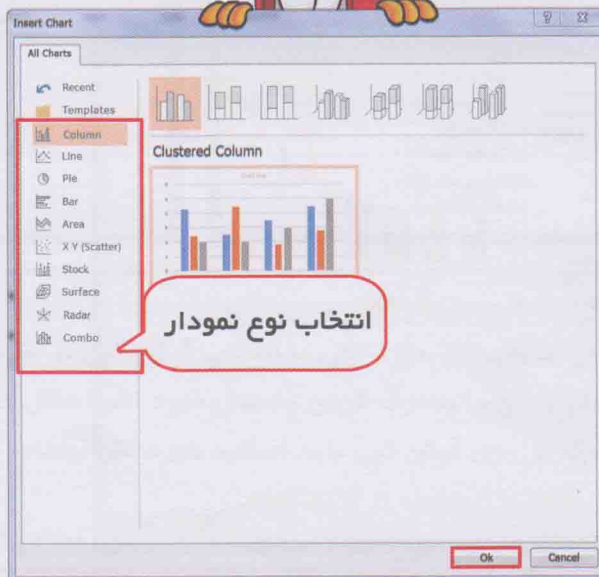 Insert Chart
All Charts
Recent
Templates
Column
Line
Pie
Bar
Area
X Y (Scatter)
Stock
Surface
Radar
Combo
Clustered Column
انتخاب نوع نمودار
Ok
Cancel